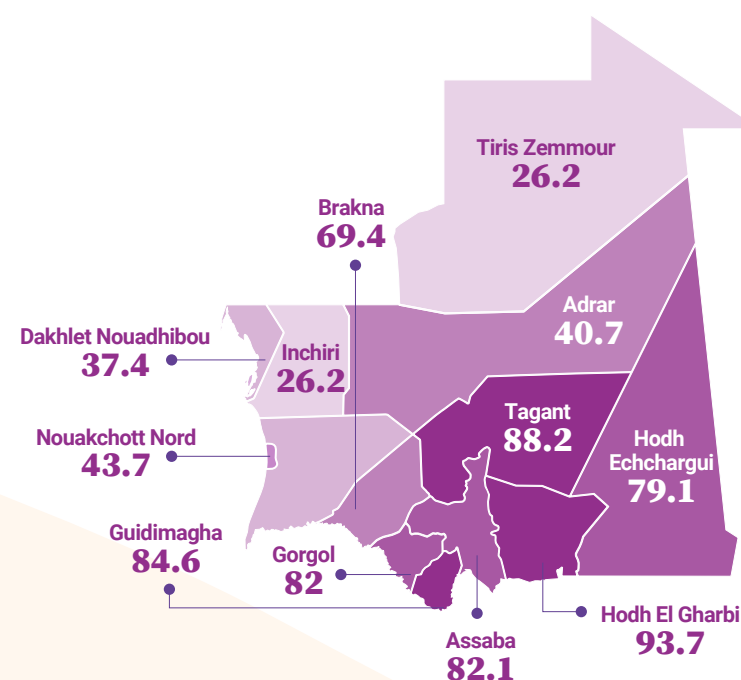 Tiris Zemmour
26.2
Brakna
69.4
Adrar
40.7
Dakhlet Nouadhibou
37.4
Inchiri
26.2
Tagant
88.2
Nouakchott Nord
43.7
Hodh
Echchargui
79.1
Guidimagha
84.6
Gorgol
82
Hodh El Gharbi
93.7
Assaba
82.1